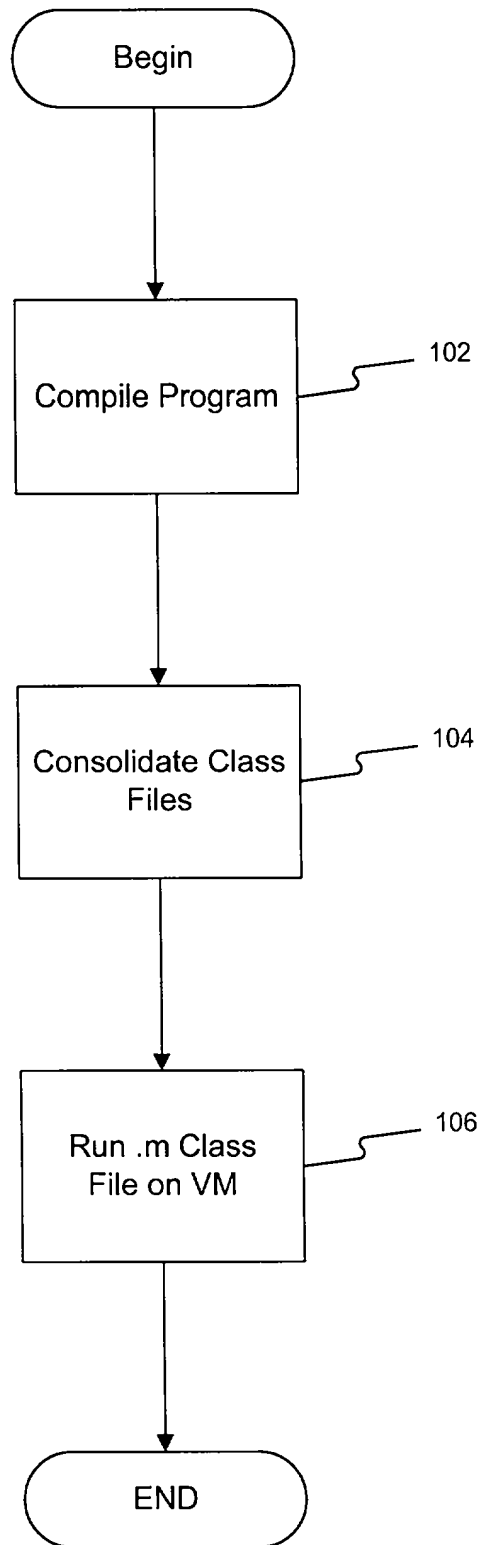 Begin
Compile Program
102
Consolidate Class
Files
104
Run .m Class
File on VM
106
END